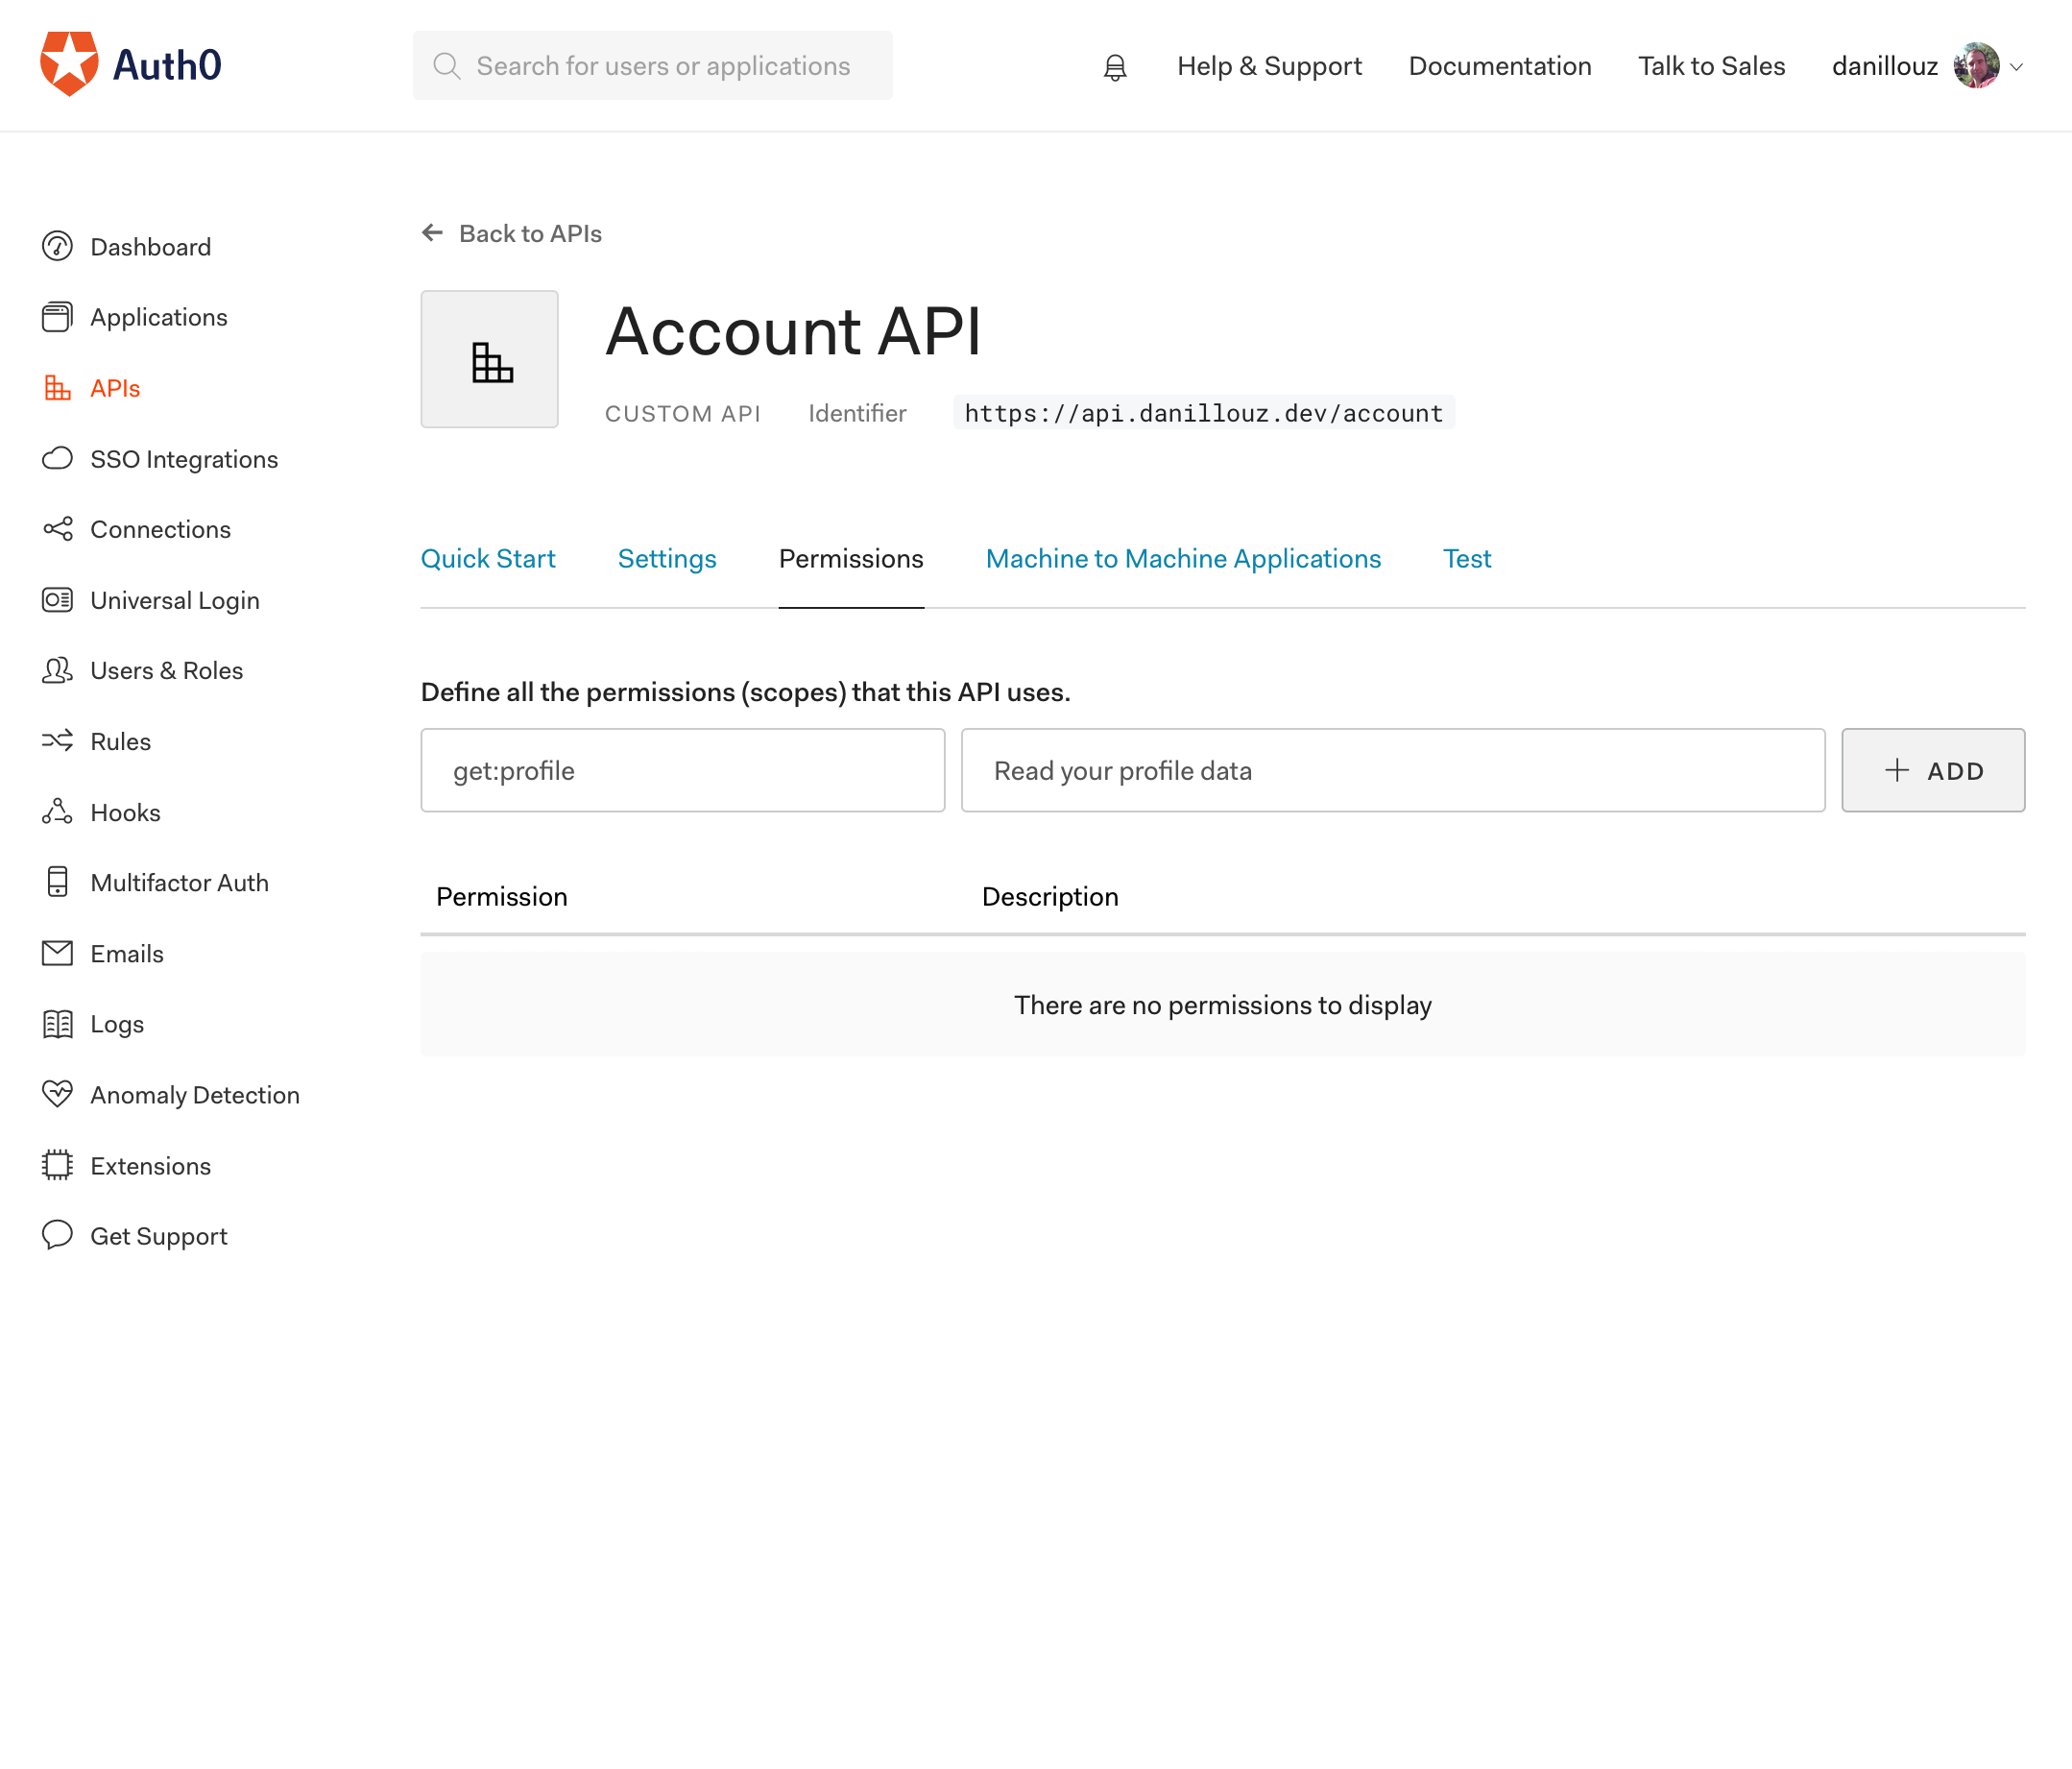 Auth0
Search for users or applications
Help & Support
Documentation
Talk to Sales
danillouz
Dashboard
Applications
APIs
SSO Integrations
Connections
Universal Login
Users & Roles
Rules
Hooks
Multifactor Auth
Emails
Logs
Anomaly Detection
Extensions
Get Support
Back to APIs
Account API
CUSTOM API Identifier https://api.danillouz.dev/account
Quick Start Settings Permissions Machine to Machine Applications Test
Define all the permissions (scopes) that this API uses.
get:profile Read your profile data + ADD
Permission Description
There are no permissions to display